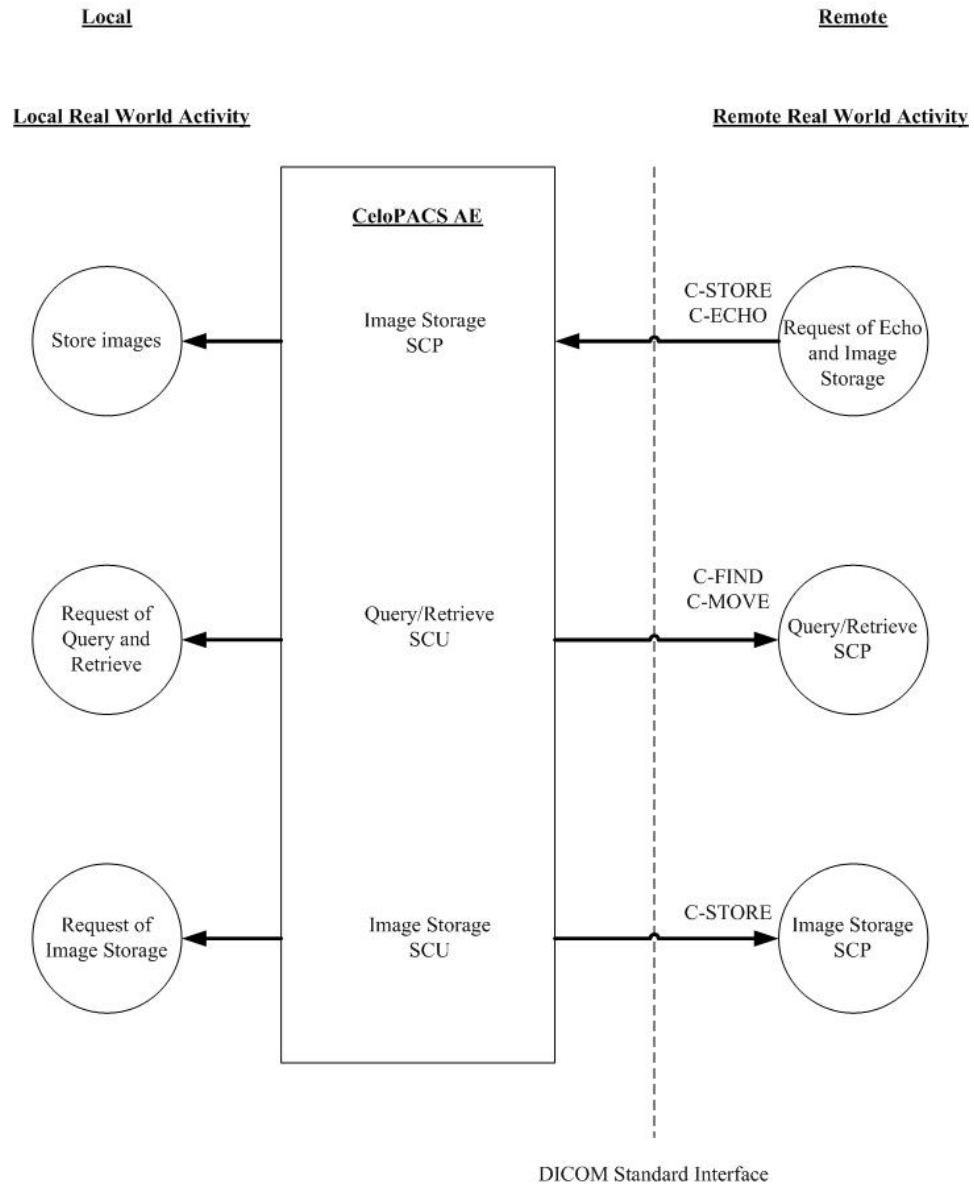 Local
Remote
Local Real World Activity
Remote Real World Activity
CeloPACS AE
Store images
Image Storage
SCP
C-STORE
C-ECHO
Request of Echo
and Image
Storage
Request of
Query and
Retrieve
Query/Retrieve
SCU
C-FIND
C-MOVE
Query/Retrieve
SCP
Request of
Image Storage
Image Storage
SCU
C-STORE
Image Storage
SCP
DICOM Standard Interface